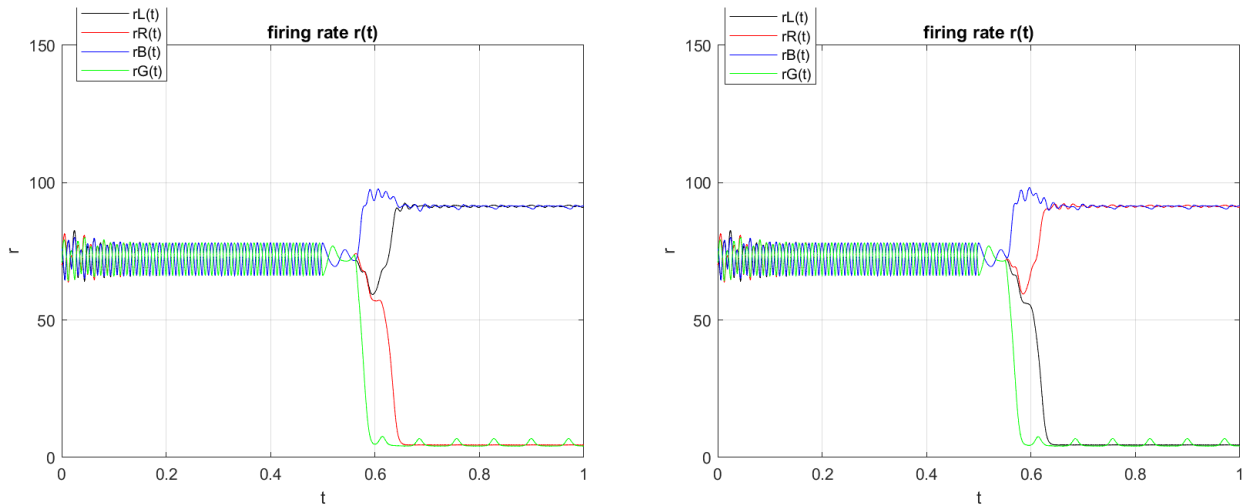 firing rate r(t)
rL(t)
rR(t)
rB(t)
rG(t)
150
100
50
0
r
0
0.2
0.4
0.6
0.8
1
t
firing rate r(t)
rL(t)
rR(t)
rB(t)
rG(t)
150
100
50
0
r
0
0.2
0.4
0.6
0.8
1
t